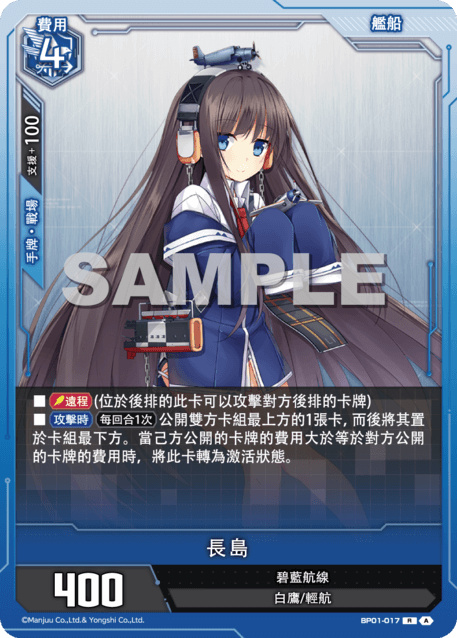 費用
艦船
4
支援+100
手牌・戰場
SAMPLE
■ 遠程 (位於後排的此卡可以攻擊對方後排的卡牌)
■ 攻擊時 每回合1次 公開雙方卡組最上方的1張卡, 而後將其置
於卡組最下方。當己方公開的卡牌的費用大於等於對方公開
的卡牌的費用時，將此卡轉為激活狀態。
長島
400
碧藍航線
白鷹/輕航
©Manjuu Co.,Ltd.& Yongshi Co.,Ltd.
BP01-017 R A